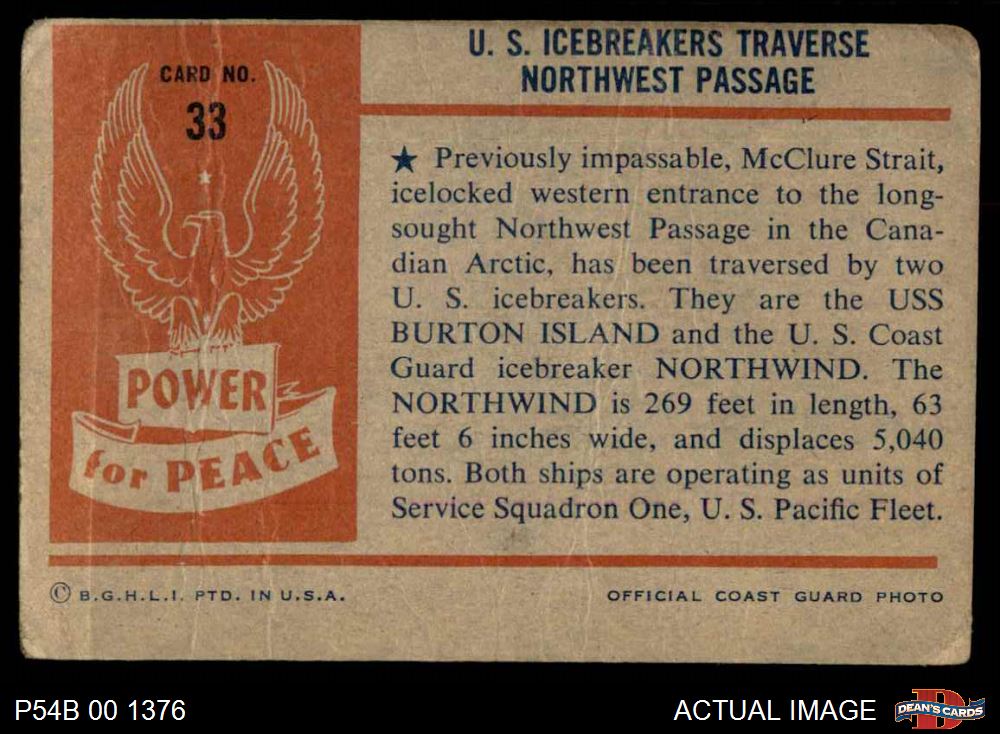 CARD NO.
33
POWER
for PEACE
U. S. ICEBREAKERS TRAVERSE
NORTHWEST PASSAGE
★ Previously impassable, McClure Strait,
icelocked western entrance to the long-
sought Northwest Passage in the Cana-
dian Arctic, has been traversed by two
U. S. icebreakers. They are the USS
BURTON ISLAND and the U. S. Coast
Guard icebreaker NORTHWIND. The
NORTHWIND is 269 feet in length, 63
feet 6 inches wide, and displaces 5,040
tons. Both ships are operating as units of
Service Squadron One, U. S. Pacific Fleet.
© B.G.H.L.I. PTD. IN U.S.A.
OFFICIAL COAST GUARD PHOTO
P54B 00 1376
ACTUAL IMAGE
D
DEAN'S CARDS